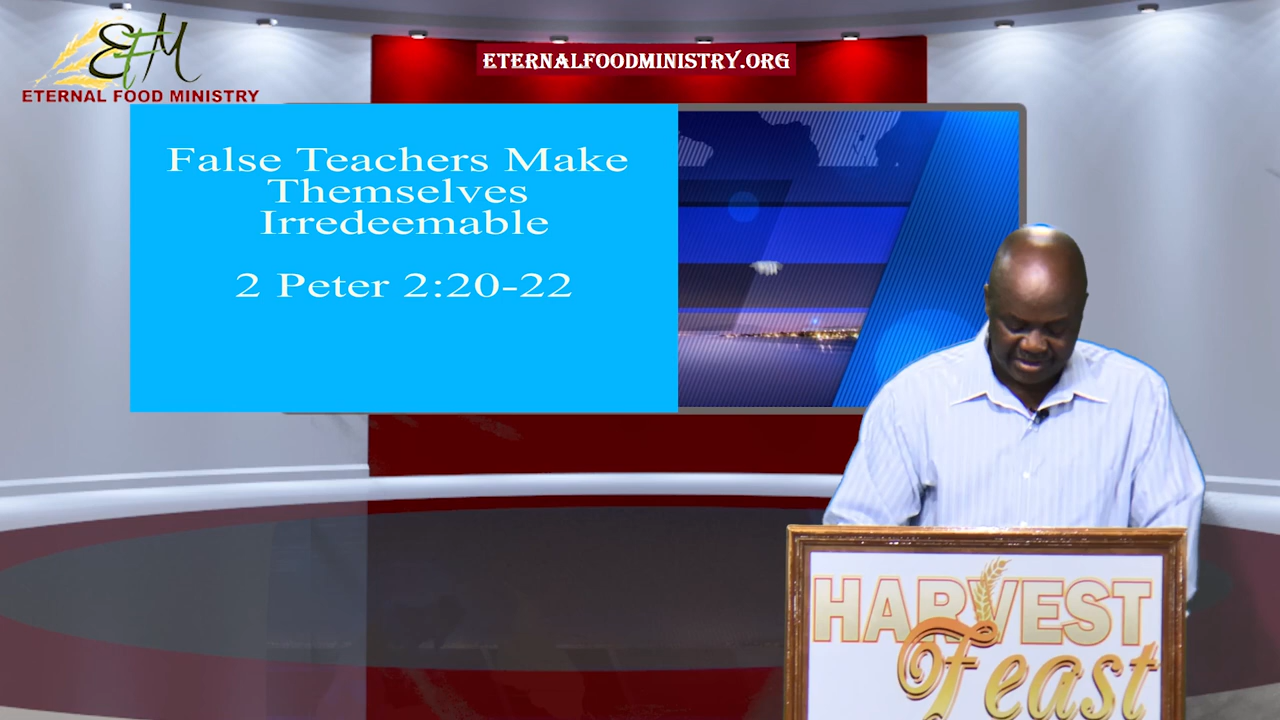 EFM
ETERNAL FOOD MINISTRY
ETERNALFOODMINISTRY.ORG
False Teachers Make
Themselves
Irredeemable
2 Peter 2:20-22
HARVEST
Feast